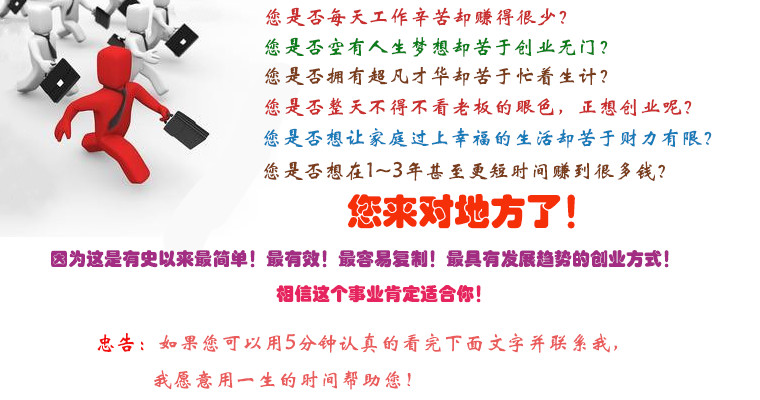 您是否每天工作辛苦却赚得很少?
您是否空有人生梦想却苦于创业无门?
您是否拥有超凡才华却苦于忙着生计?
您是否整天不得不看老板的眼色，正想创业呢?
您是否想让家庭过上幸福的生活却苦于财力有限?
您是否想在1~3年甚至更短时间赚到很多钱?
您来对地方了!
因为这是有史以来最简单！最有效！最容易复制！最具有发展趋势的创业方式！
相信这个事业肯定适合你！
忠告：如果您可以用5分钟认真的看完下面文字并联系我，
我愿意用一生的时间帮助您！